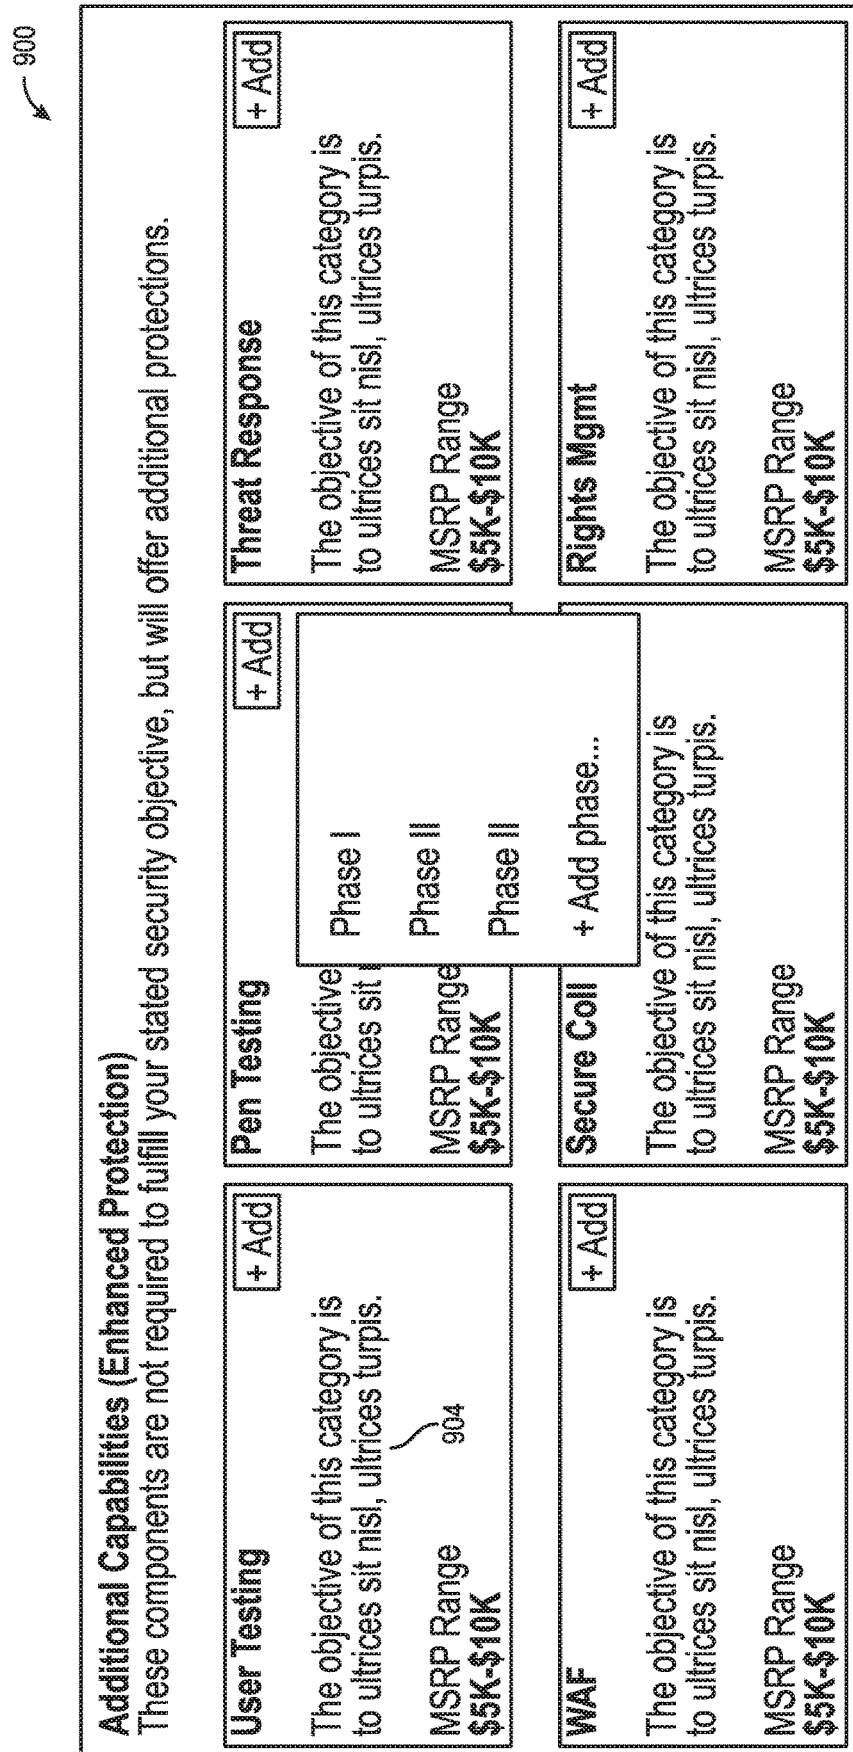 900
Additional Capabilities (Enhanced Protection)
These components are not required to fulfill your stated security objective, but will offer additional protections.
User Testing
+ Add
The objective of this category is
to ultrices sit nisl, ultrices turpis.
904
MSRP Range
$5K-$10K
Pen Testing
+ Add
The objective
to ultrices sit
MSRP Range
$5K-$10K
Phase I
Phase II
Phase II
+ Add phase...
Threat Response
+ Add
The objective of this category is
to ultrices sit nisl, ultrices turpis.
MSRP Range
$5K-$10K
WAF
+ Add
The objective of this category is
to ultrices sit nisl, ultrices turpis.
MSRP Range
$5K-$10K
Secure Coll
The objective of this category is
to ultrices sit nisl, ultrices turpis.
MSRP Range
$5K-$10K
Rights Mgmt
+ Add
The objective of this category is
to ultrices sit nisl, ultrices turpis.
MSRP Range
$5K-$10K